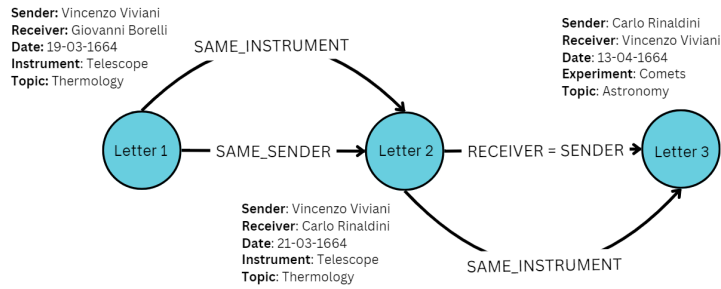 Sender: Vincenzo Viviani
Receiver: Giovanni Borelli
Date: 19-03-1664
Instrument: Telescope
Topic: Thermology
SAME_INSTRUMENT
Sender: Carlo Rinaldini
Receiver: Vincenzo Viviani
Date: 13-04-1664
Experiment: Comets
Topic: Astronomy
Letter 1
SAME_SENDER
Letter 2
RECEIVER = SENDER
Letter 3
Sender: Vincenzo Viviani
Receiver: Carlo Rinaldini
Date: 21-03-1664
Instrument: Telescope
Topic: Thermology
SAME_INSTRUMENT